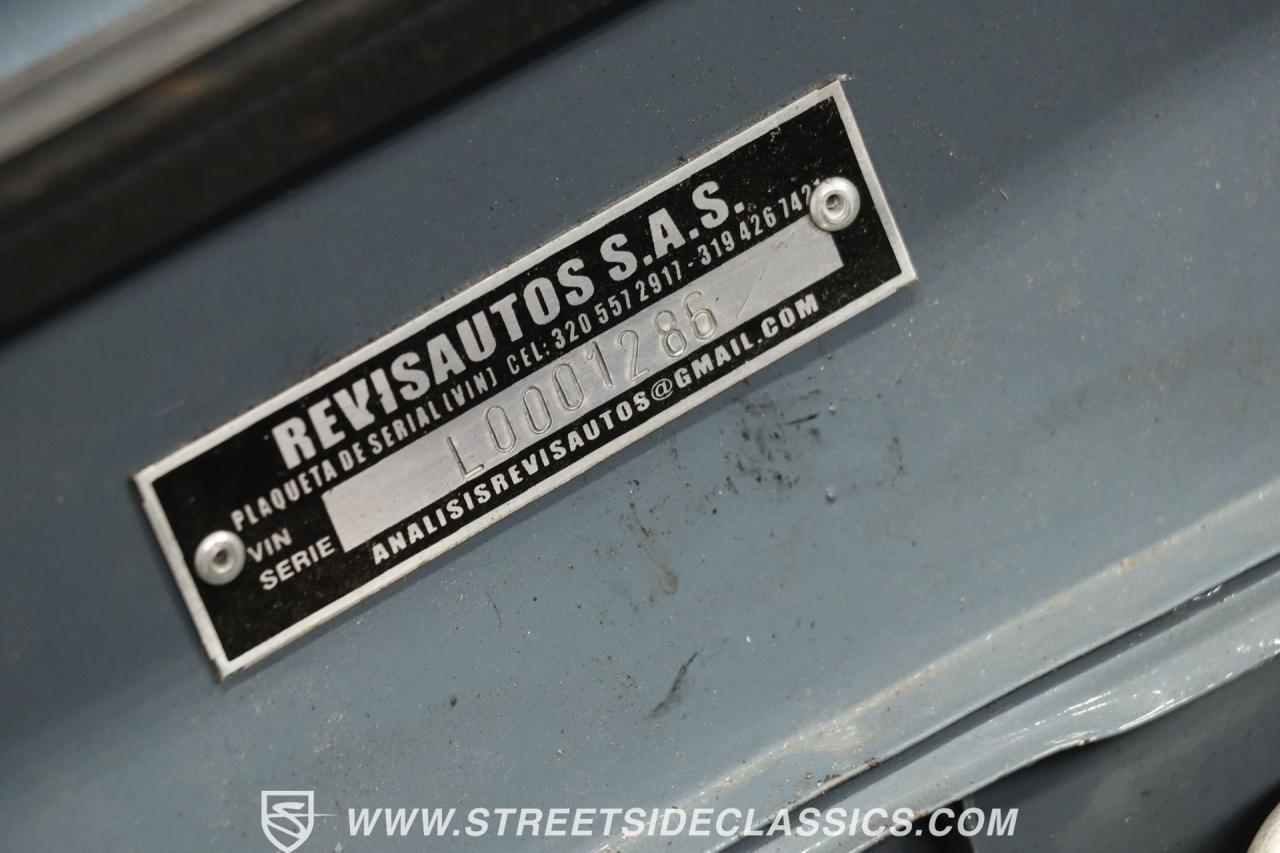 REVISAUTOS S.A.S.
PLAQUETA DE SERIAL (VIN) CEL: 320 557 2917 - 319 426 7421
VIN
SERIE
L0001286
ANALISISREVISAUTOS@GMAIL.COM
WWW.STREETSIDECLASSICS.COM